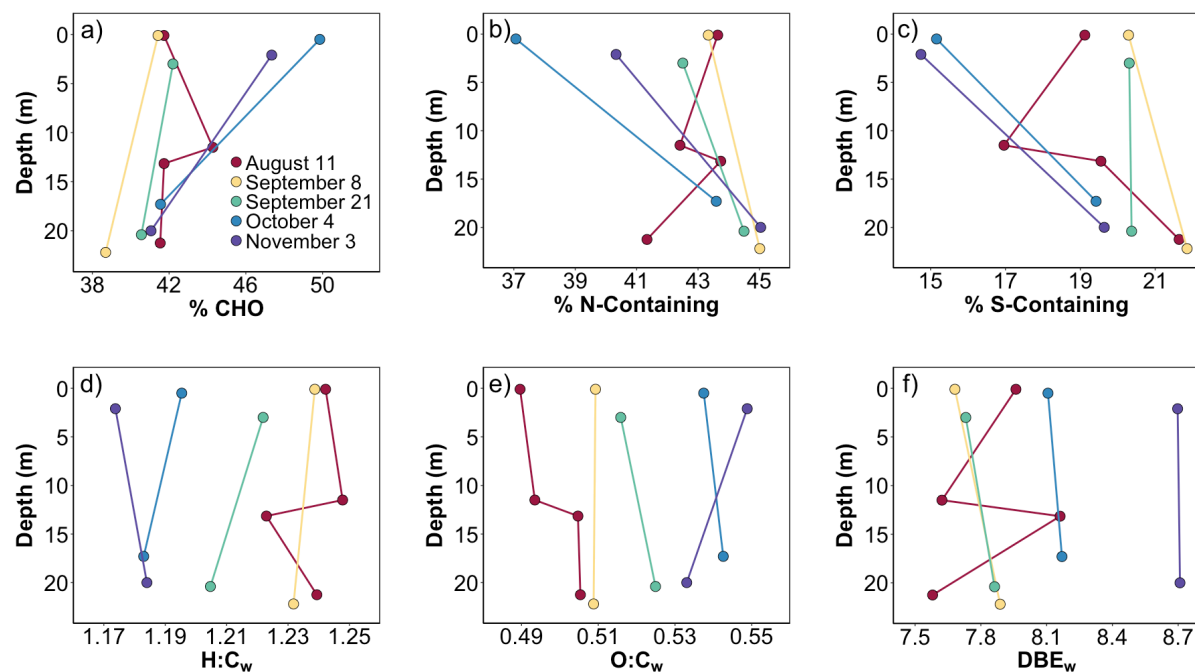 a)
0
5
10
15
20
Depth (m)
38
42
46
50
% CHO
August 11
September 8
September 21
October 4
November 3
b)
0
5
10
15
20
Depth (m)
37
39
41
43
45
% N-Containing
c)
0
5
10
15
20
Depth (m)
15
17
19
21
% S-Containing
d)
0
5
10
15
20
Depth (m)
1.17
1.19
1.21
1.23
1.25
H:Cw
e)
0
5
10
15
20
Depth (m)
0.49
0.51
0.53
0.55
O:Cw
f)
0
5
10
15
20
Depth (m)
7.5
7.8
8.1
8.4
8.7
DBEw